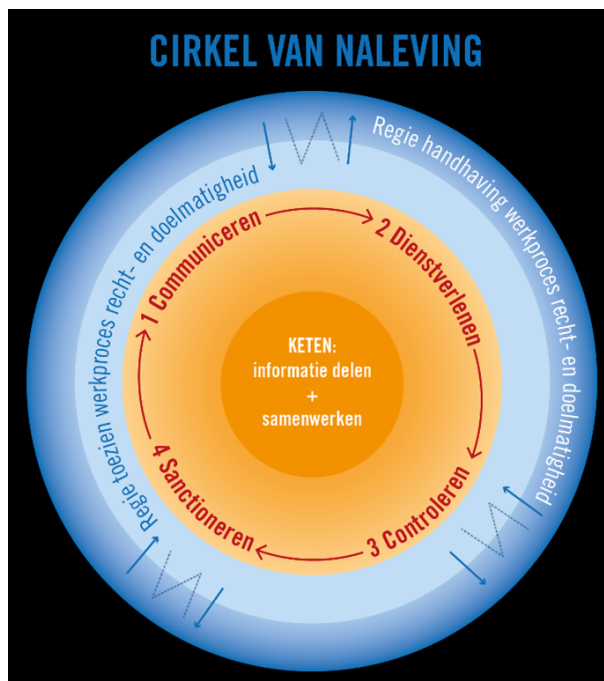 CIRKEL VAN NALEVING
Regie handhaving werkproces recht- en doelmatigheid
Regie toezien werkproces recht- en doelmatigheid
1 Communiceren
2 Dienstverlenen
3 Controleren
4 Sanctioneren
KETEN:
informatie delen
+
samenwerken